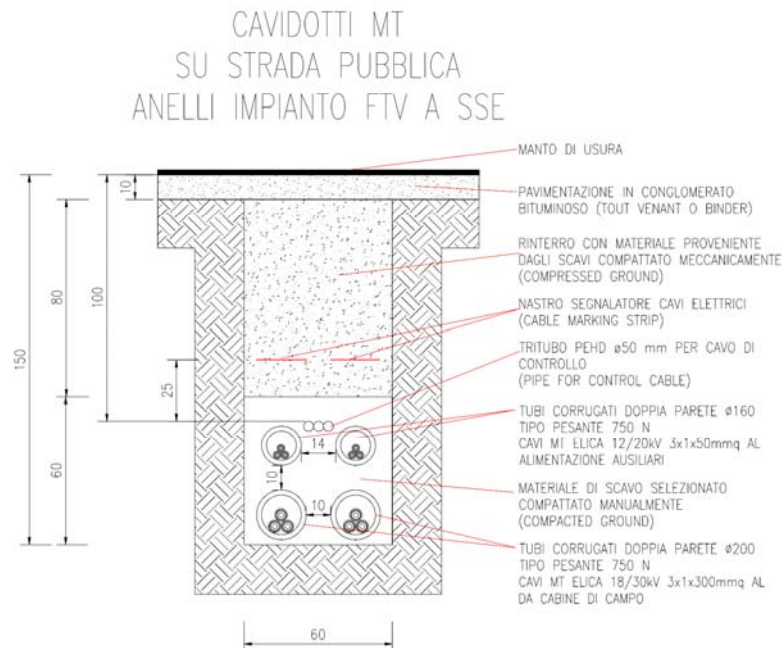 CAVIDOTTI MT
SU STRADA PUBBLICA
ANELLI IMPIANTO FTV A SSE
MANTO DI USURA
PAVIMENTAZIONE IN CONGLOMERATO
BITUMINOSO (TOUT VENANT O BINDER)
RINTERRO CON MATERIALE PROVENIENTE
DAGLI SCAVI COMPATTATO MECCANICAMENTE
(COMPRESSED GROUND)
NASTRO SEGNALATORE CAVI ELETTRICI
(CABLE MARKING STRIP)
TRITUBO PEHD ø50 mm PER CAVO DI
CONTROLLO
(PIPE FOR CONTROL CABLE)
TUBI CORRUGATI DOPPIA PARETE ø160
TIPO PESANTE 750 N
CAVI MT ELICA 12/20kV 3x1x50mmq AL
ALIMENTAZIONE AUSILIARI
MATERIALE DI SCAVO SELEZIONATO
COMPATTATO MANUALMENTE
(COMPACTED GROUND)
TUBI CORRUGATI DOPPIA PARETE ø200
TIPO PESANTE 750 N
CAVI MT ELICA 18/30kV 3x1x300mmq AL
DA CABINE DI CAMPO
10
80
100
150
25
60
14
10
10
60